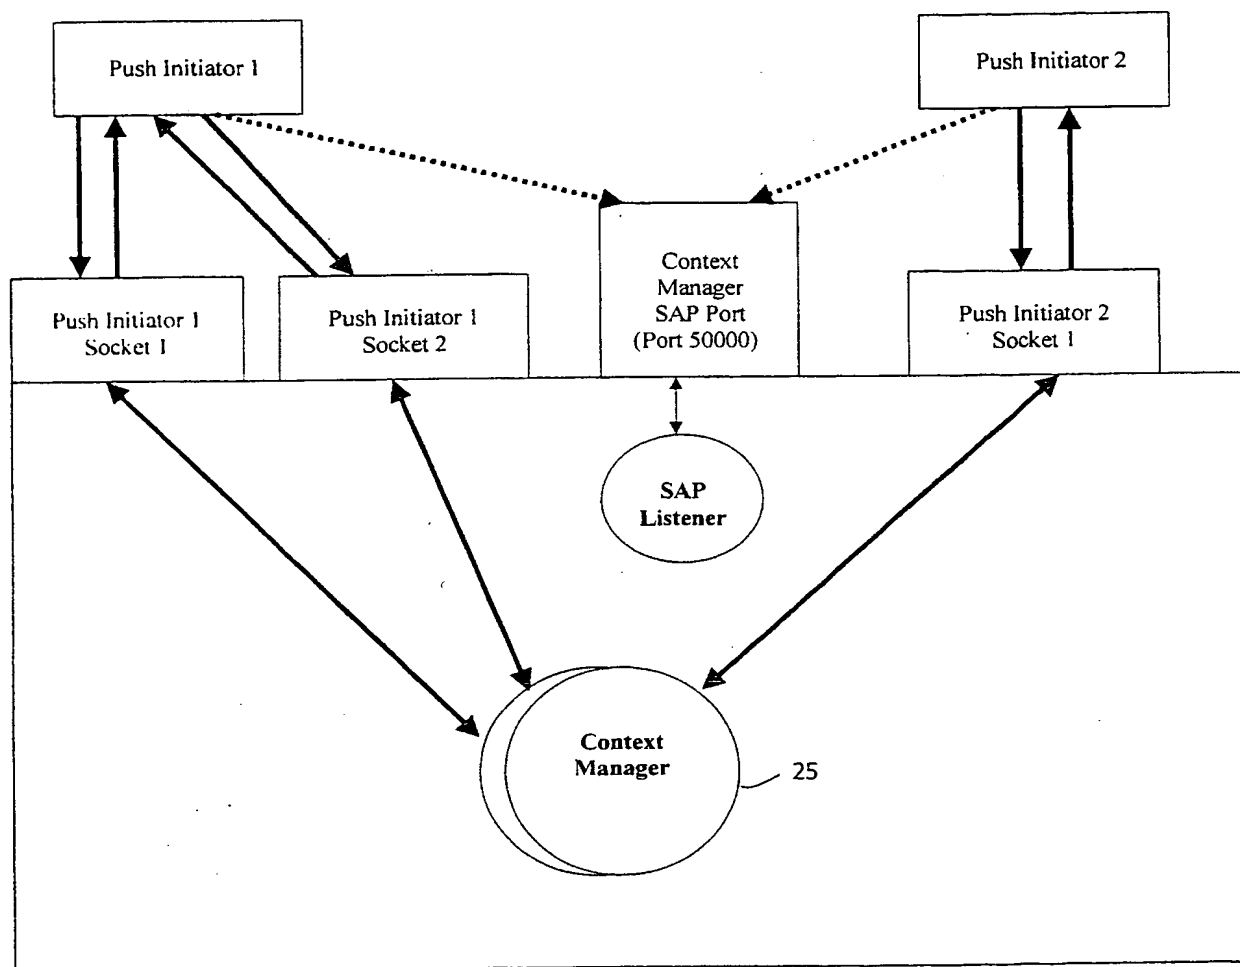 Push Initiator 1
Push Initiator 2
Context
Manager
SAP Port
(Port 50000)
Push Initiator 1
Socket 1
Push Initiator 1
Socket 2
Push Initiator 2
Socket 1
SAP
Listener
Context
Manager
25